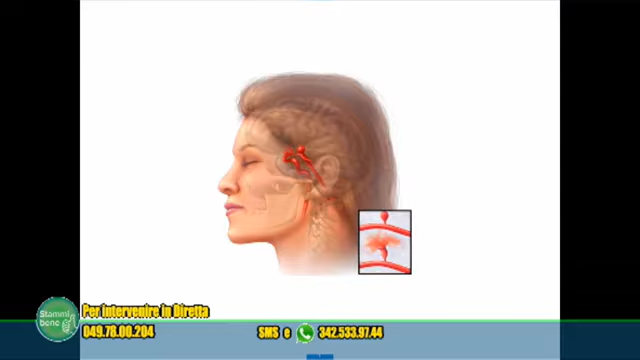 Stammi
bene
Per Intervenire in Diretta
049.78.00.204
SMS e 342.533.97.44